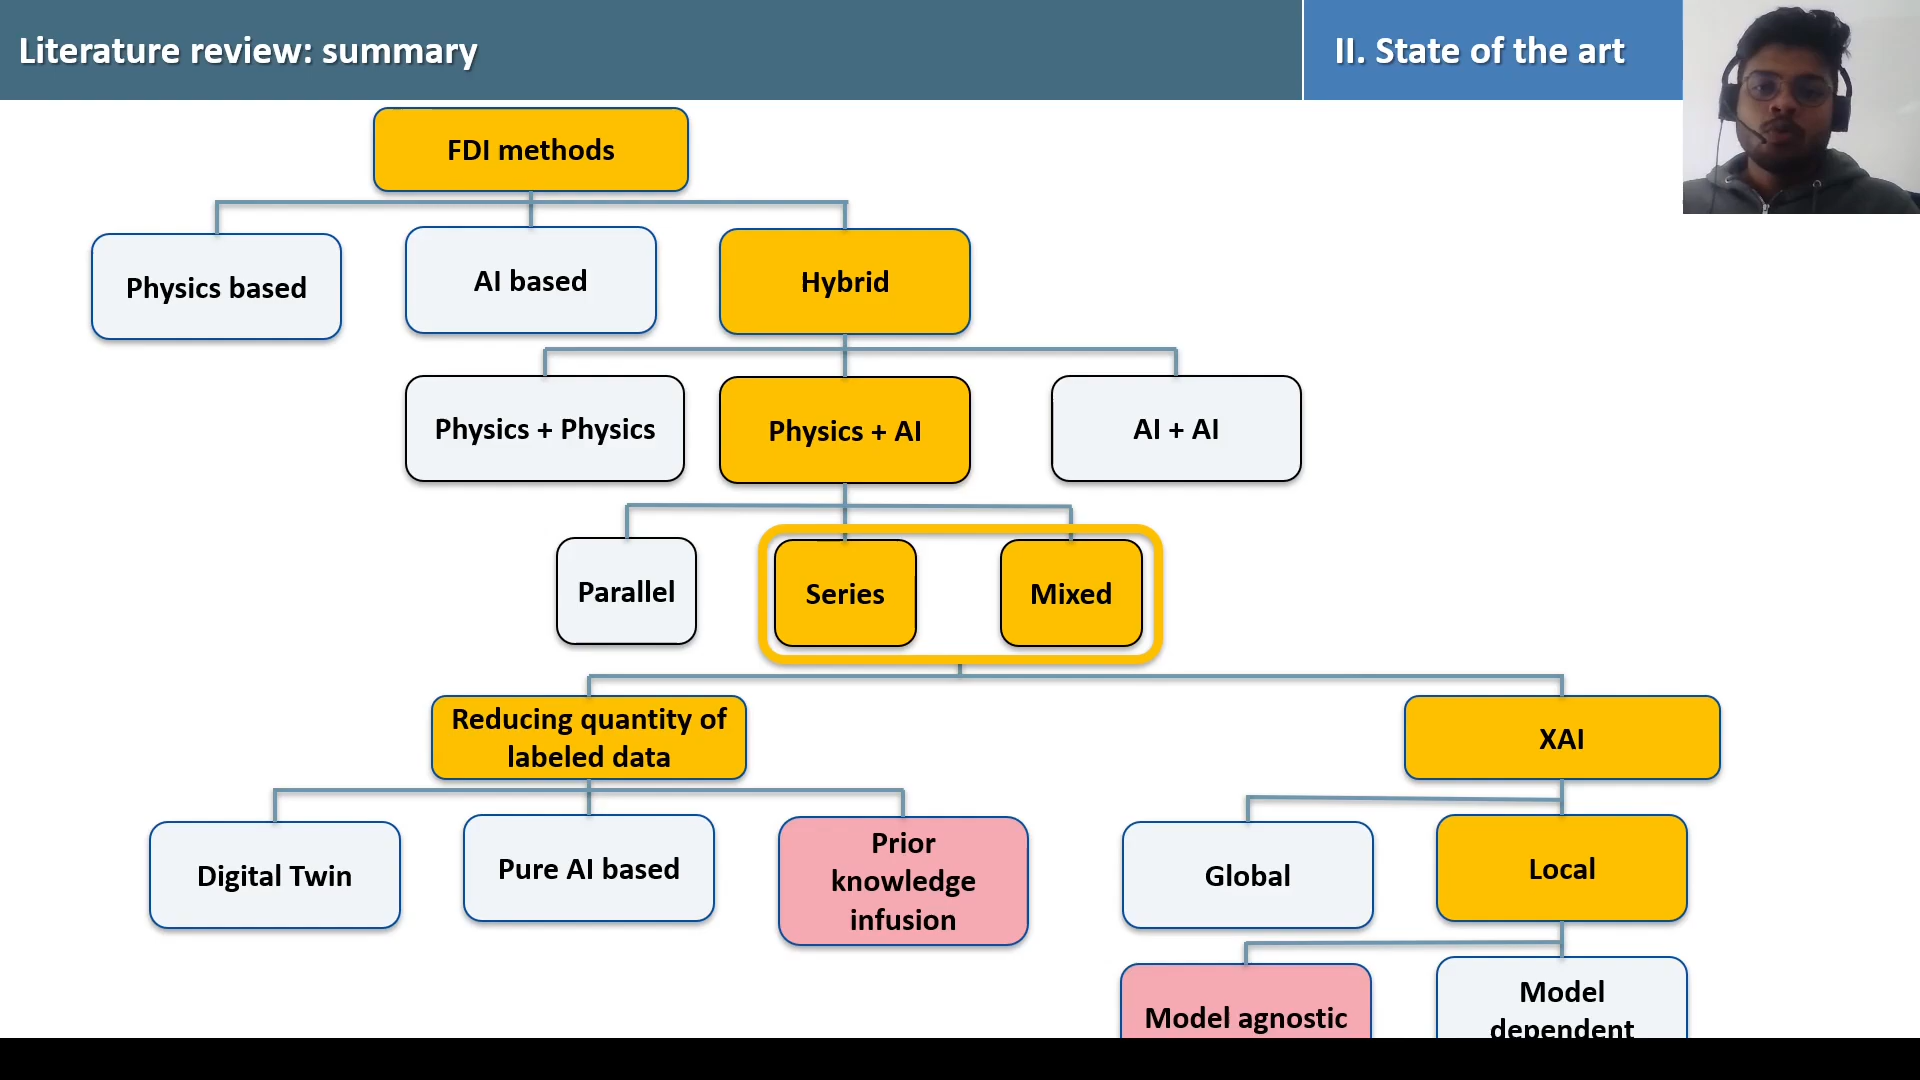 Literature review: summary
II. State of the art
FDI methods
Physics based
AI based
Hybrid
Physics + Physics
Physics + AI
AI + AI
Parallel
Series
Mixed
Reducing quantity of
labeled data
XAI
Digital Twin
Pure AI based
Prior
knowledge
infusion
Global
Local
Model agnostic
Model
dependent